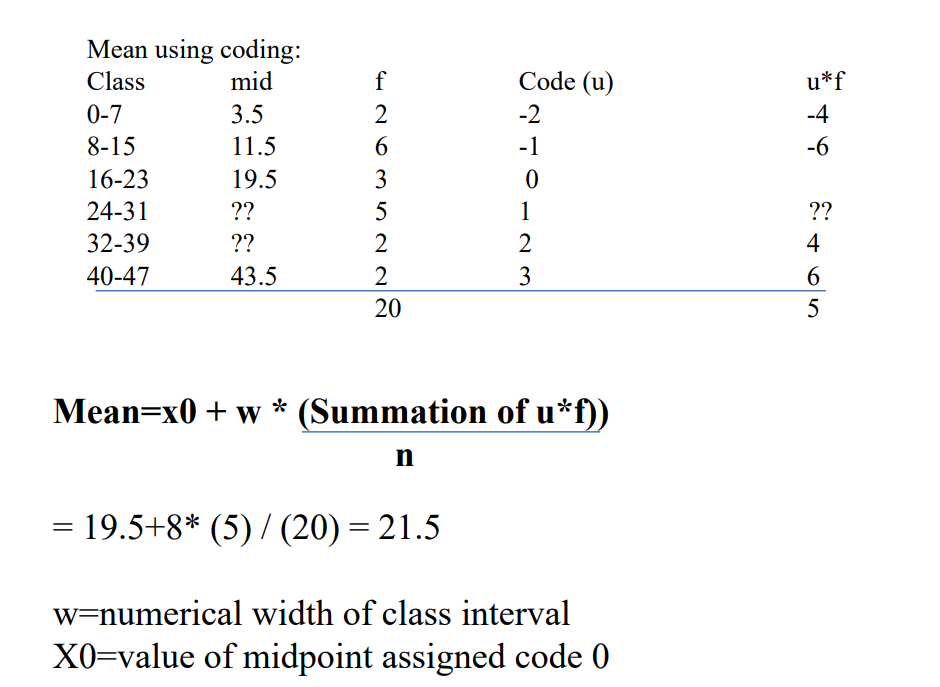 Mean using coding:
Class mid f Code (u) u*f
0-7 3.5 2 -2 -4
8-15 11.5 6 -1 -6
16-23 19.5 3 0
24-31 ?? 5 1 ??
32-39 ?? 2 2 4
40-47 43.5 2 3 6
20 5
Mean=x0 + w * (Summation of u*f))
n
= 19.5+8* (5) / (20) = 21.5
w=numerical width of class interval
X0=value of midpoint assigned code 0